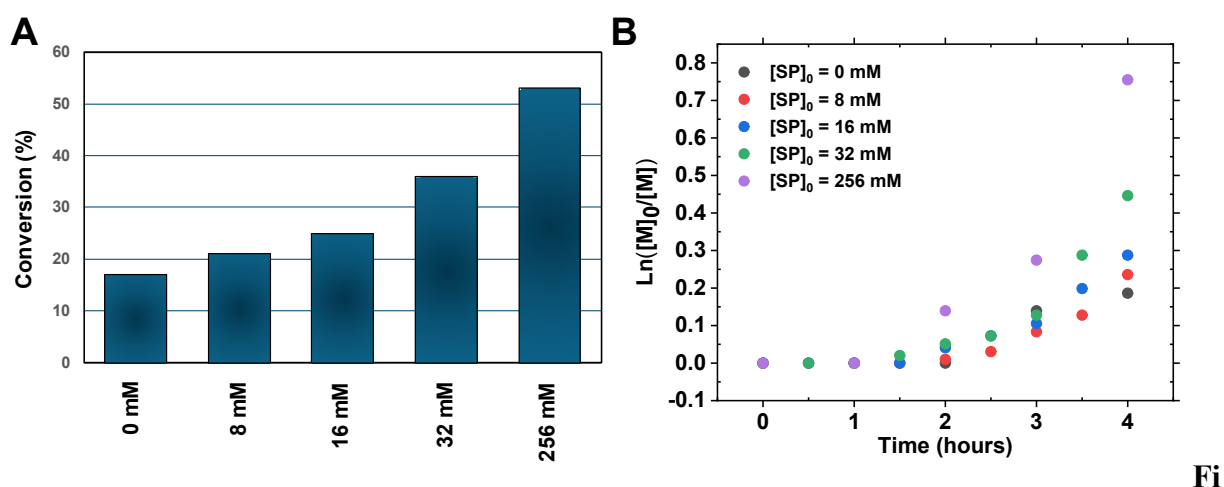 A
60
50
40
30
20
10
0
Conversion (%)
0 mM
8 mM
16 mM
32 mM
256 mM
B
0.8
0.7
0.6
0.5
0.4
0.3
0.2
0.1
0.0
-0.1
Ln([M]₀/[M])
[SP]₀ = 0 mM
[SP]₀ = 8 mM
[SP]₀ = 16 mM
[SP]₀ = 32 mM
[SP]₀ = 256 mM
0 1 2 3 4
Time (hours)
Fi